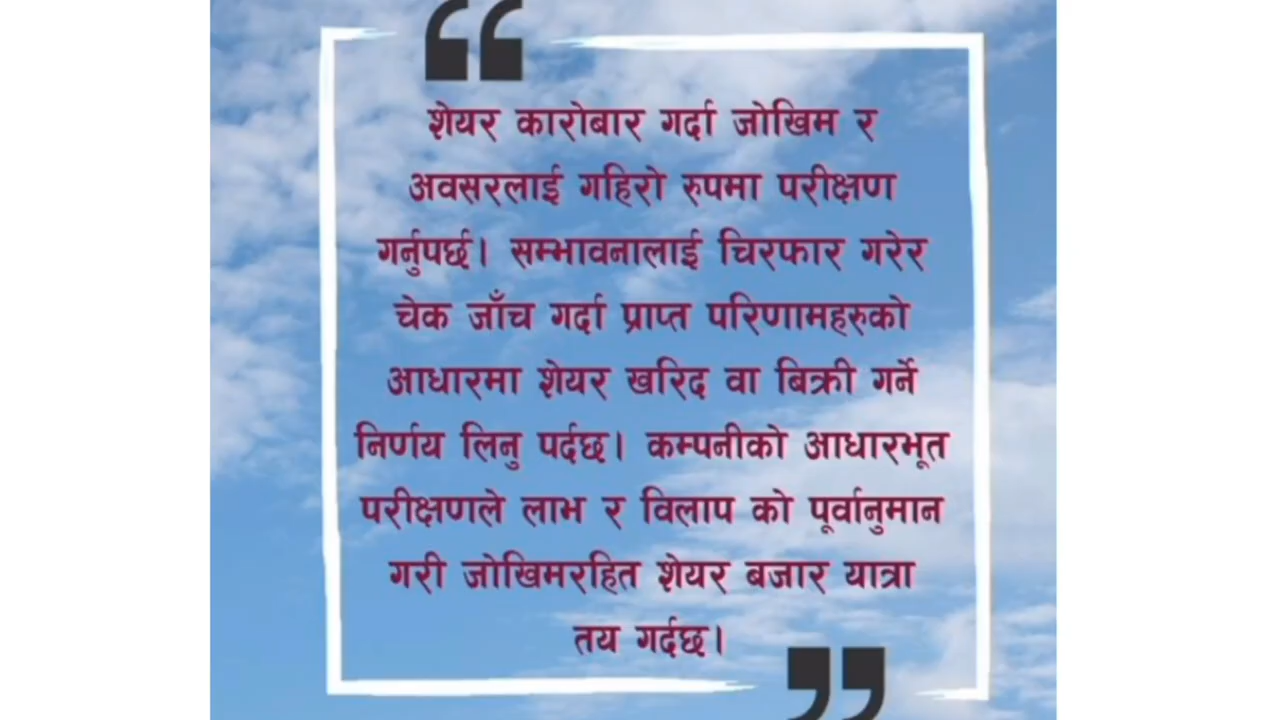 शेयर कारोबार गर्दा जोखिम र
अवसरलाई गहिरो रुपमा परीक्षण
गर्नुपर्छ। सम्भावनालाई चिरफार गरेर
चेक जाँच गर्दा प्राप्त परिणामहरुको
आधारमा शेयर खरिद वा बिक्री गर्ने
निर्णय लिनु पर्दछ। कम्पनीको आधारभूत
परीक्षणले लाभ र विलाप को पूर्वानुमान
गरी जोखिमरहित शेयर बजार यात्रा
तय गर्दछ।